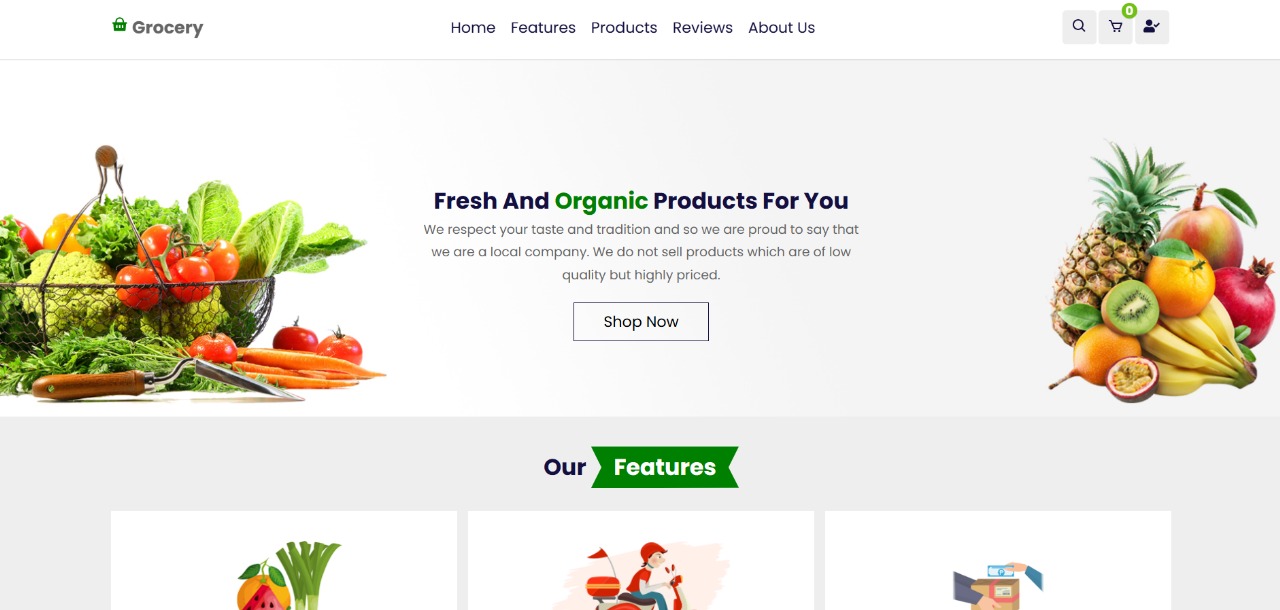 Grocery
Home Features Products Reviews About Us
0
Fresh And Organic Products For You
We respect your taste and tradition and so we are proud to say that
we are a local company. We do not sell products which are of low
quality but highly priced.
Shop Now
Our Features